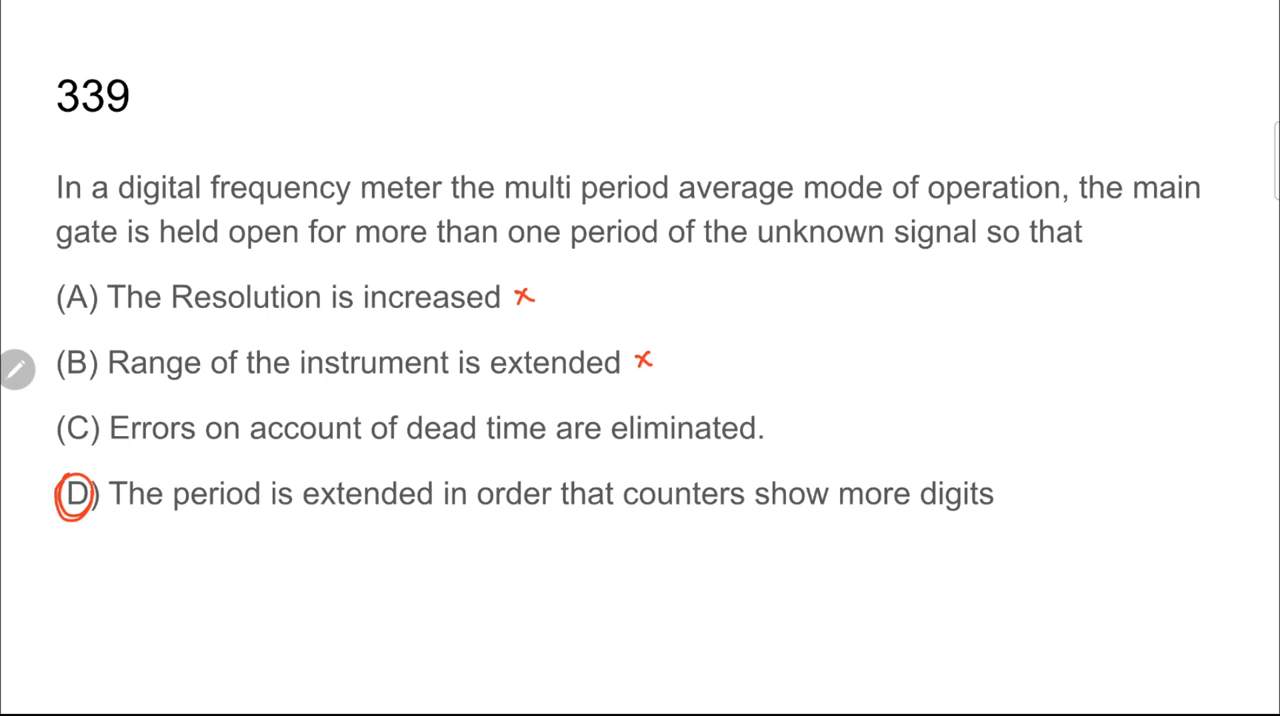 339
In a digital frequency meter the multi period average mode of operation, the main
gate is held open for more than one period of the unknown signal so that
(A) The Resolution is increased ×
(B) Range of the instrument is extended ×
(C) Errors on account of dead time are eliminated.
(D) The period is extended in order that counters show more digits